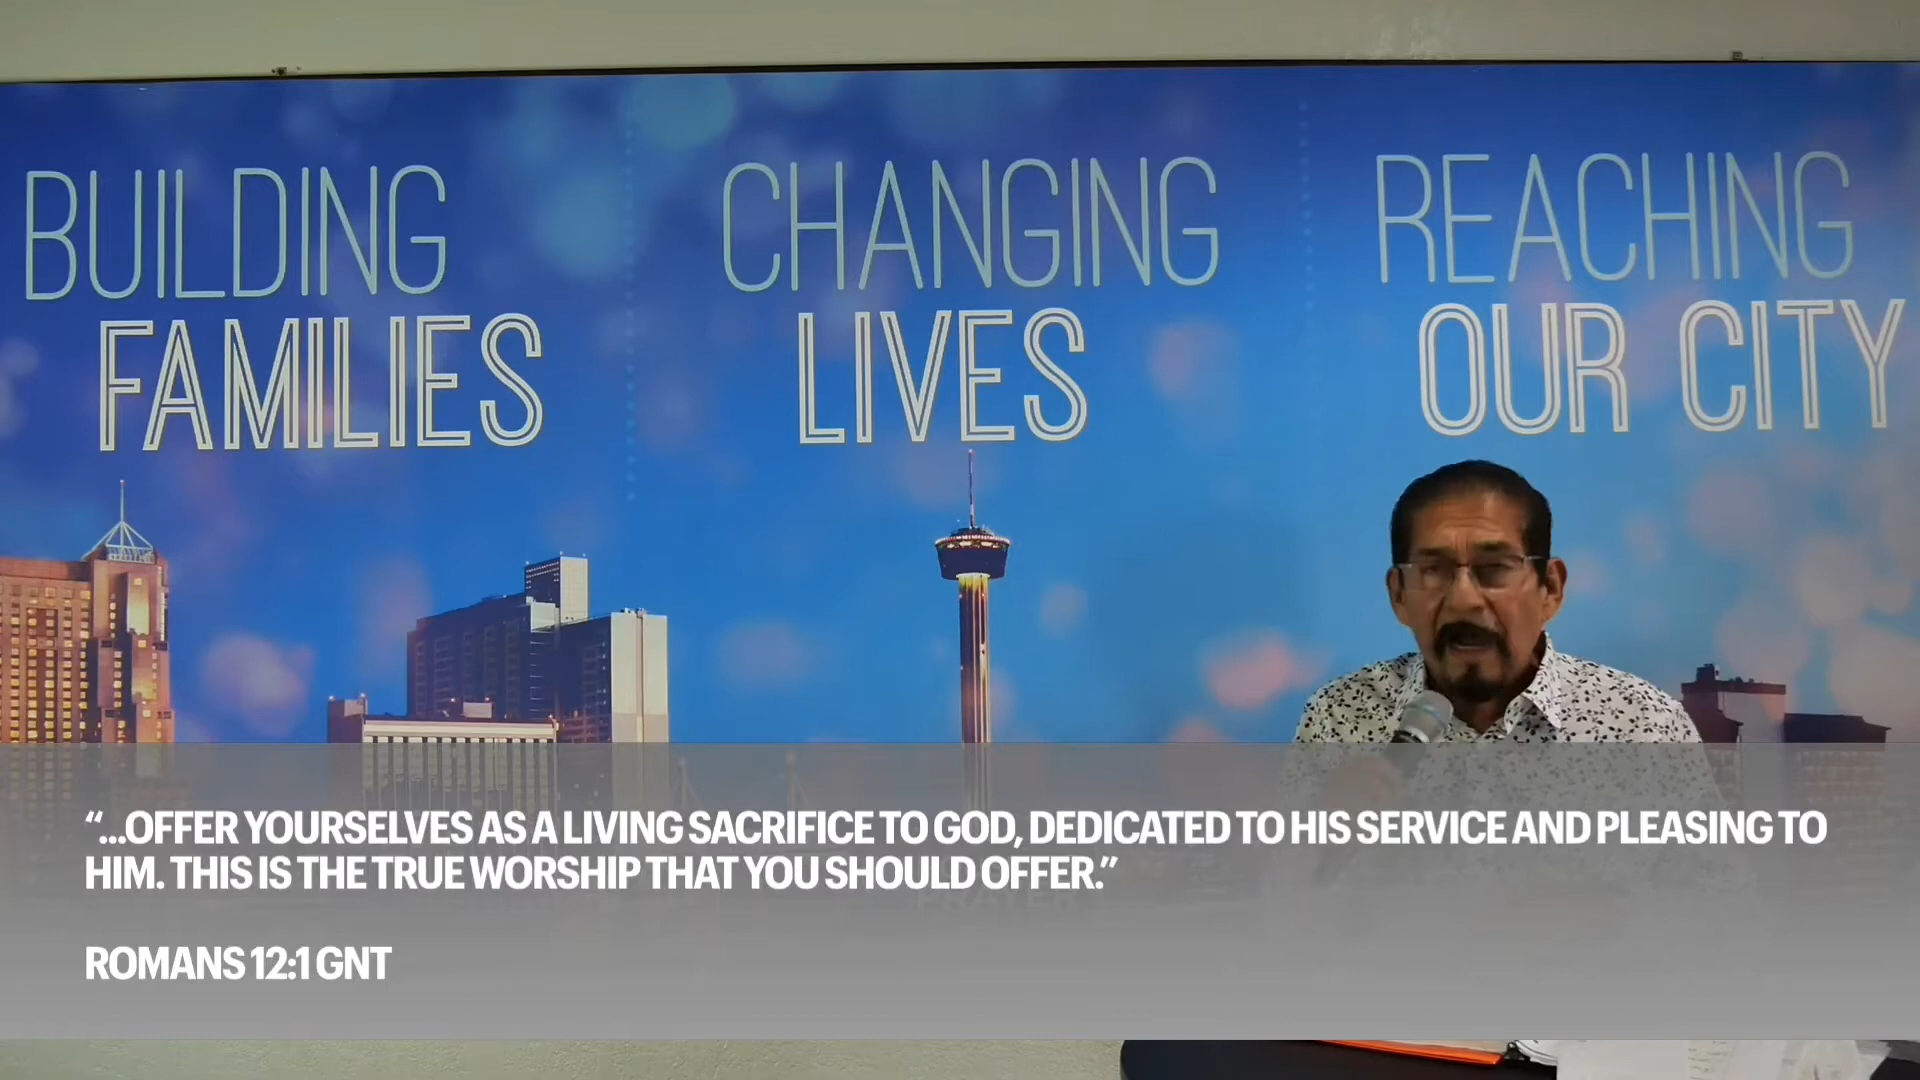 BUILDING
FAMILIES
CHANGING
LIVES
REACHING
OUR CITY
“...OFFER YOURSELVES AS A LIVING SACRIFICE TO GOD, DEDICATED TO HIS SERVICE AND PLEASING TO
HIM. THIS IS THE TRUE WORSHIP THAT YOU SHOULD OFFER.”
PRAYER
ROMANS 12:1 GNT